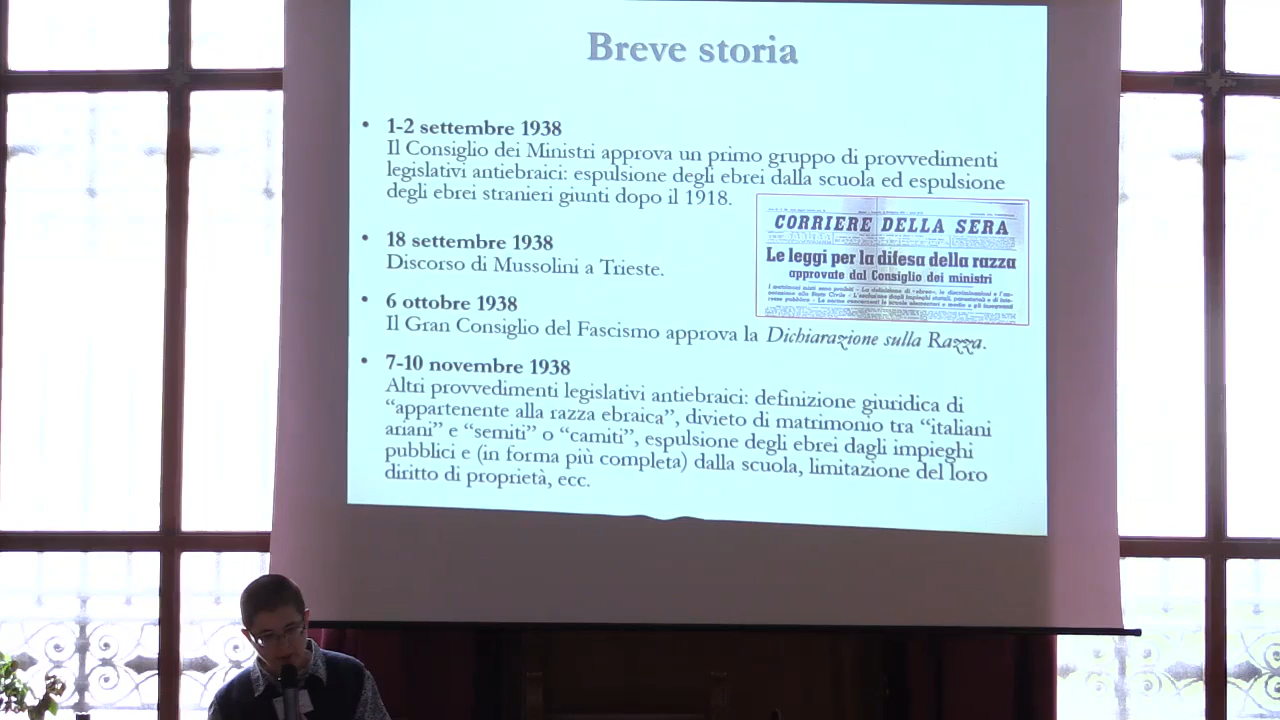 Breve storia
• 1-2 settembre 1938
Il Consiglio dei Ministri approva un primo gruppo di provvedimenti
legislativi antiebraici: espulsione degli ebrei dalla scuola ed espulsione
degli ebrei stranieri giunti dopo il 1918.
• 18 settembre 1938
Discorso di Mussolini a Trieste.
• 6 ottobre 1938
Il Gran Consiglio del Fascismo approva la Dichiarazione sulla Razza.
CORRIERE DELLA SERA
Le leggi per la difesa della razza
approvate dal Consiglio dei ministri
• 7-10 novembre 1938
Altri provvedimenti legislativi antiebraici: definizione giuridica di
“appartenente alla razza ebraica”, divieto di matrimonio tra “italiani
ariani” e “semiti” o “camiti”, espulsione degli ebrei dagli impieghi
pubblici e (in forma più completa) dalla scuola, limitazione del loro
diritto di proprietà, ecc.